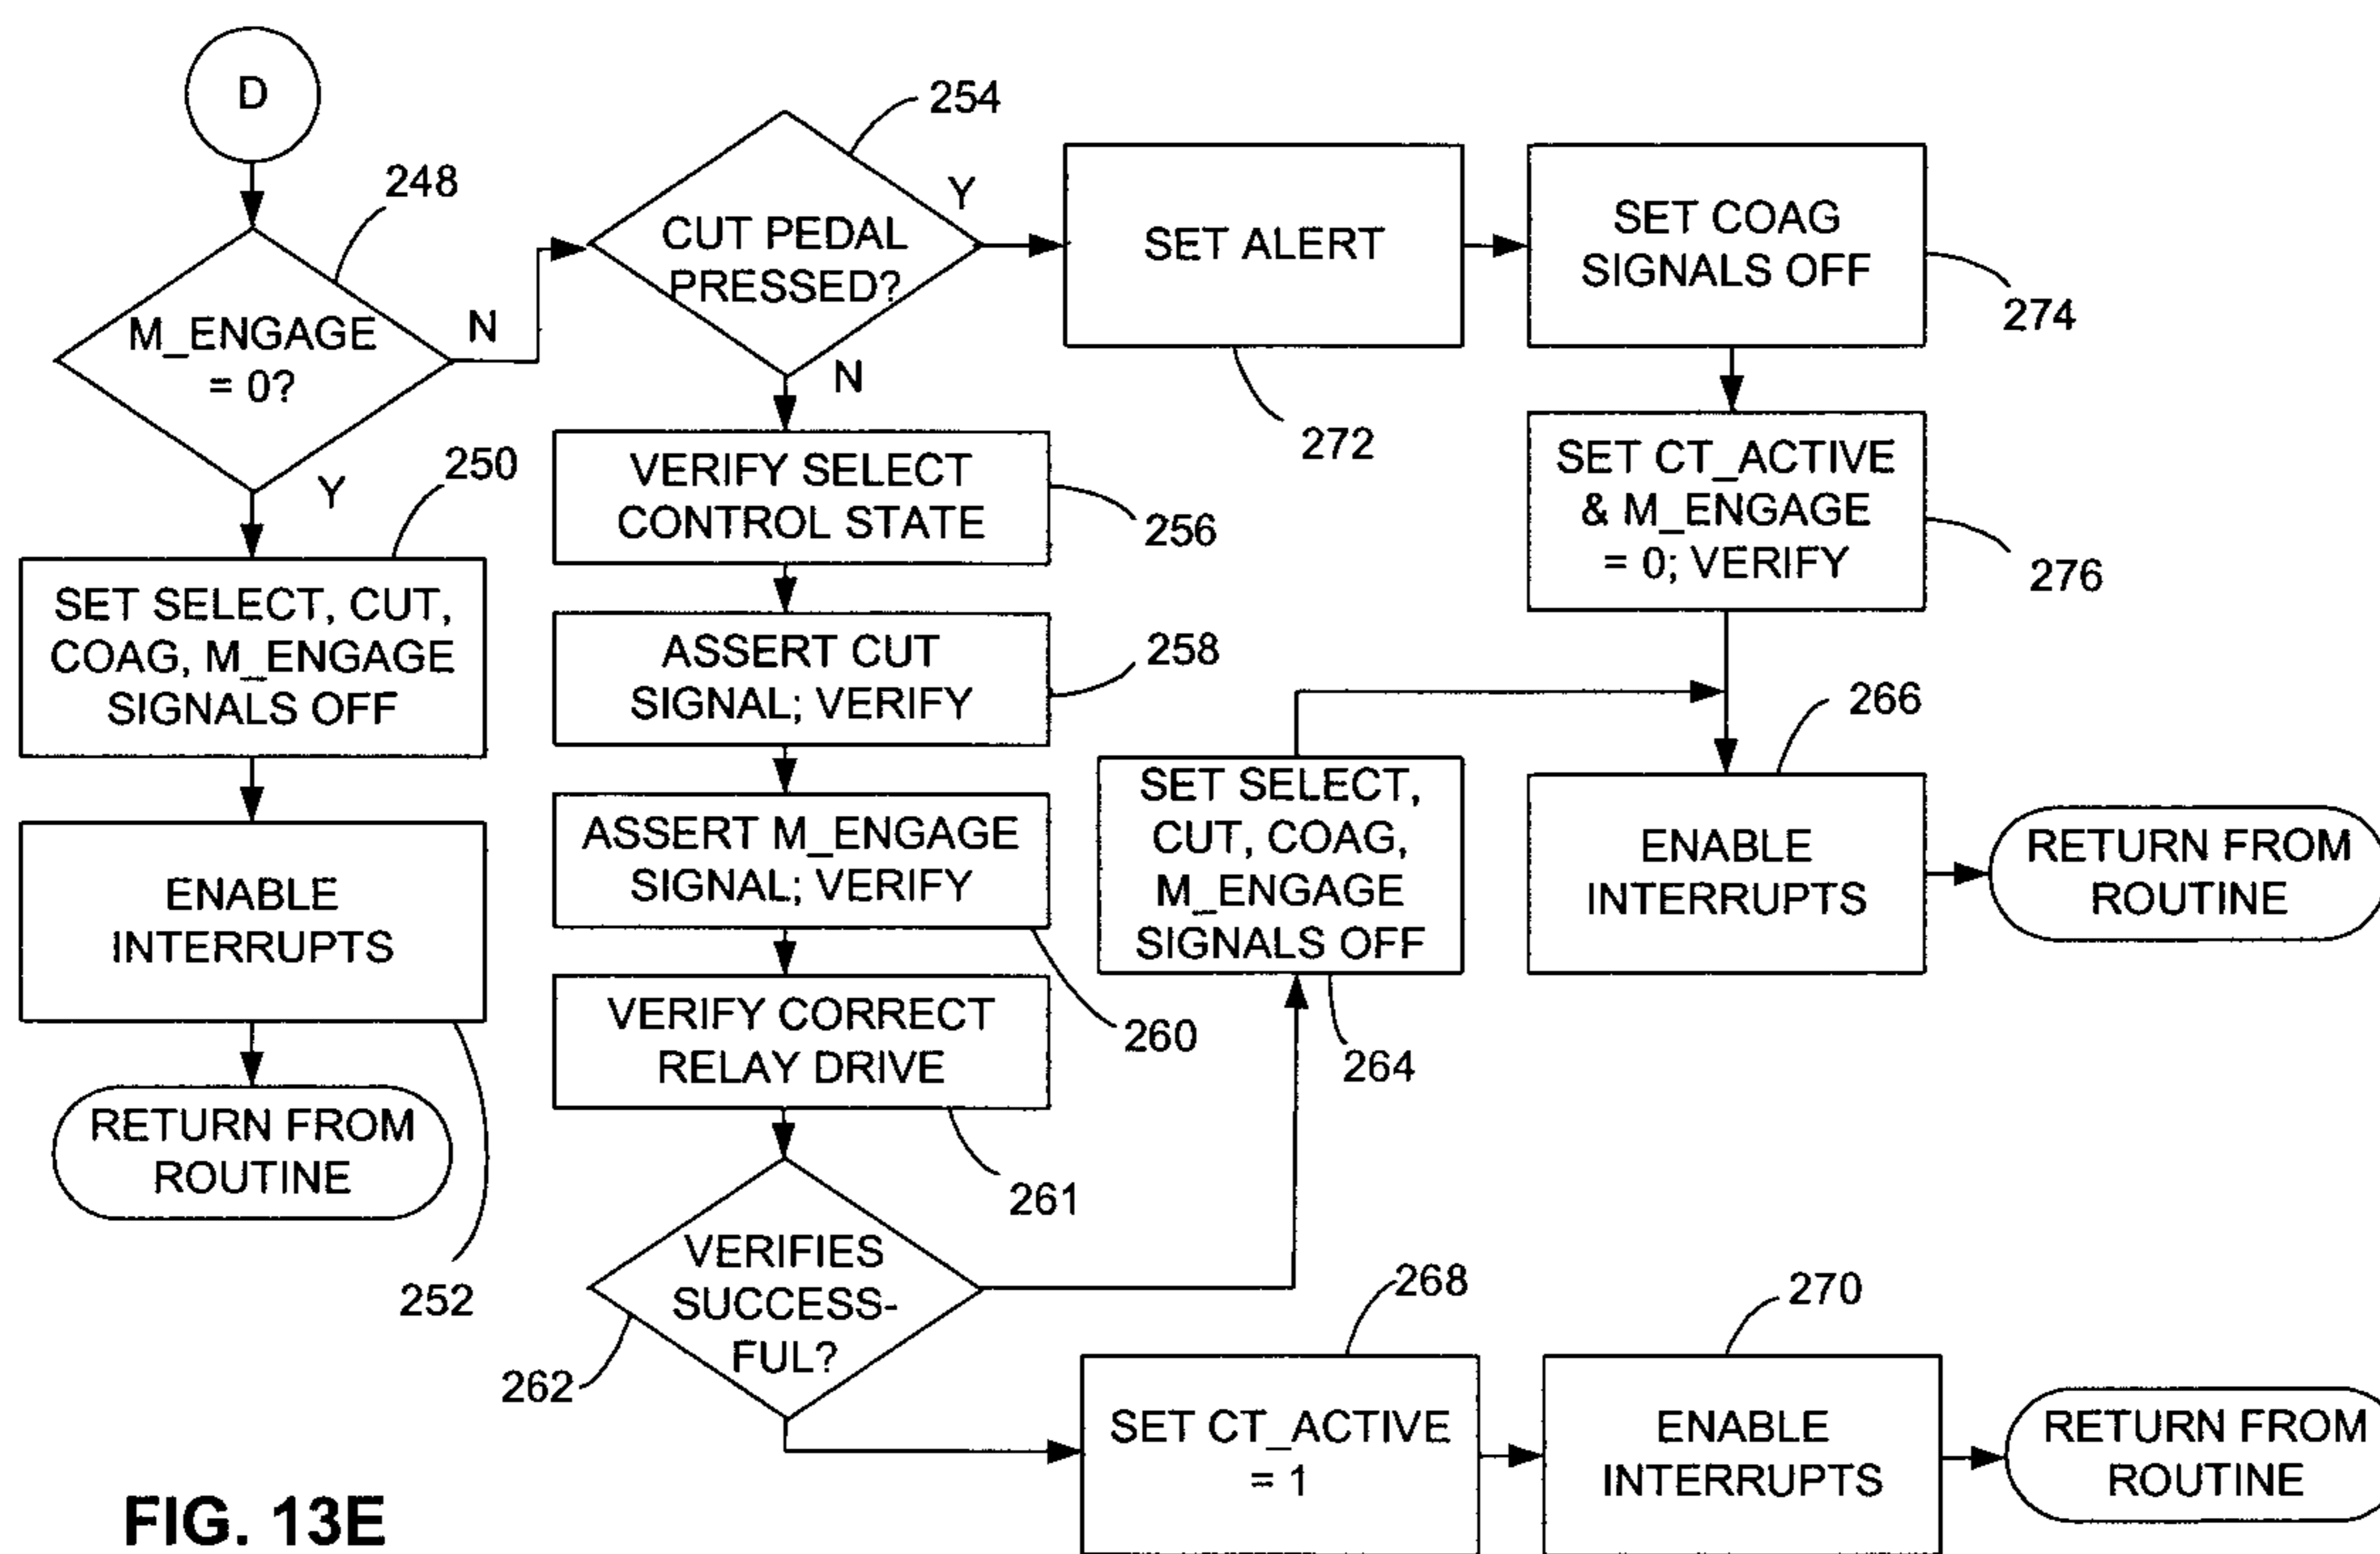 D
248
M_ENGAGE
= 0?
N
Y
250
SET SELECT, CUT,
COAG, M_ENGAGE
SIGNALS OFF
ENABLE
INTERRUPTS
252
RETURN FROM
ROUTINE
254
CUT PEDAL
PRESSED?
Y
N
VERIFY SELECT
CONTROL STATE
256
ASSERT CUT
SIGNAL; VERIFY
258
ASSERT M_ENGAGE
SIGNAL; VERIFY
260
VERIFY CORRECT
RELAY DRIVE
261
VERIFIES
SUCCESS-
FUL?
262
SET ALERT
272
SET COAG
SIGNALS OFF
274
SET CT_ACTIVE
& M_ENGAGE
= 0; VERIFY
276
SET SELECT,
CUT, COAG,
M_ENGAGE
SIGNALS OFF
264
266
ENABLE
INTERRUPTS
RETURN FROM
ROUTINE
268
SET CT_ACTIVE
= 1
270
ENABLE
INTERRUPTS
RETURN FROM
ROUTINE
FIG. 13E